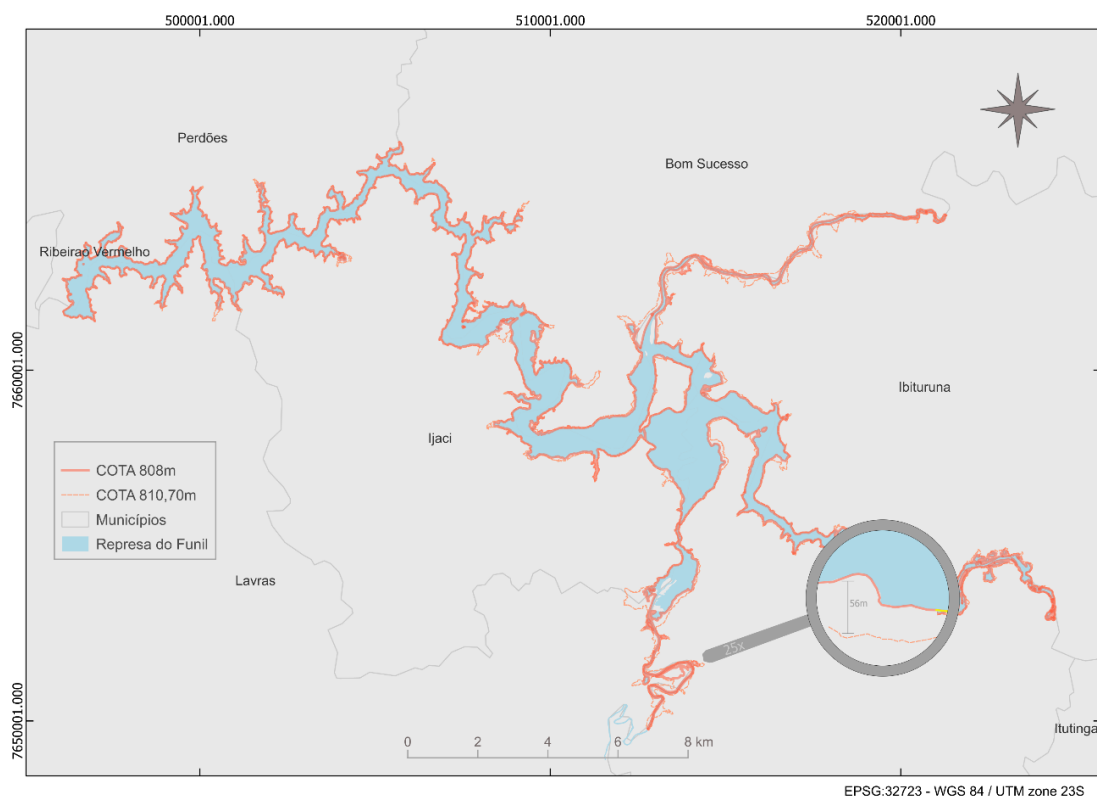 500001.000
510001.000
520001.000
Perdões
Bom Sucesso
Ribeirao Vermelho
7660001.000
Ibituruna
Ijaci
COTA 808m
COTA 810,70m
Municípios
Represa do Funil
Lavras
56m
25x
7650001.000
Itutinga
0 2 4 6 8 km
EPSG:32723 - WGS 84 / UTM zone 23S